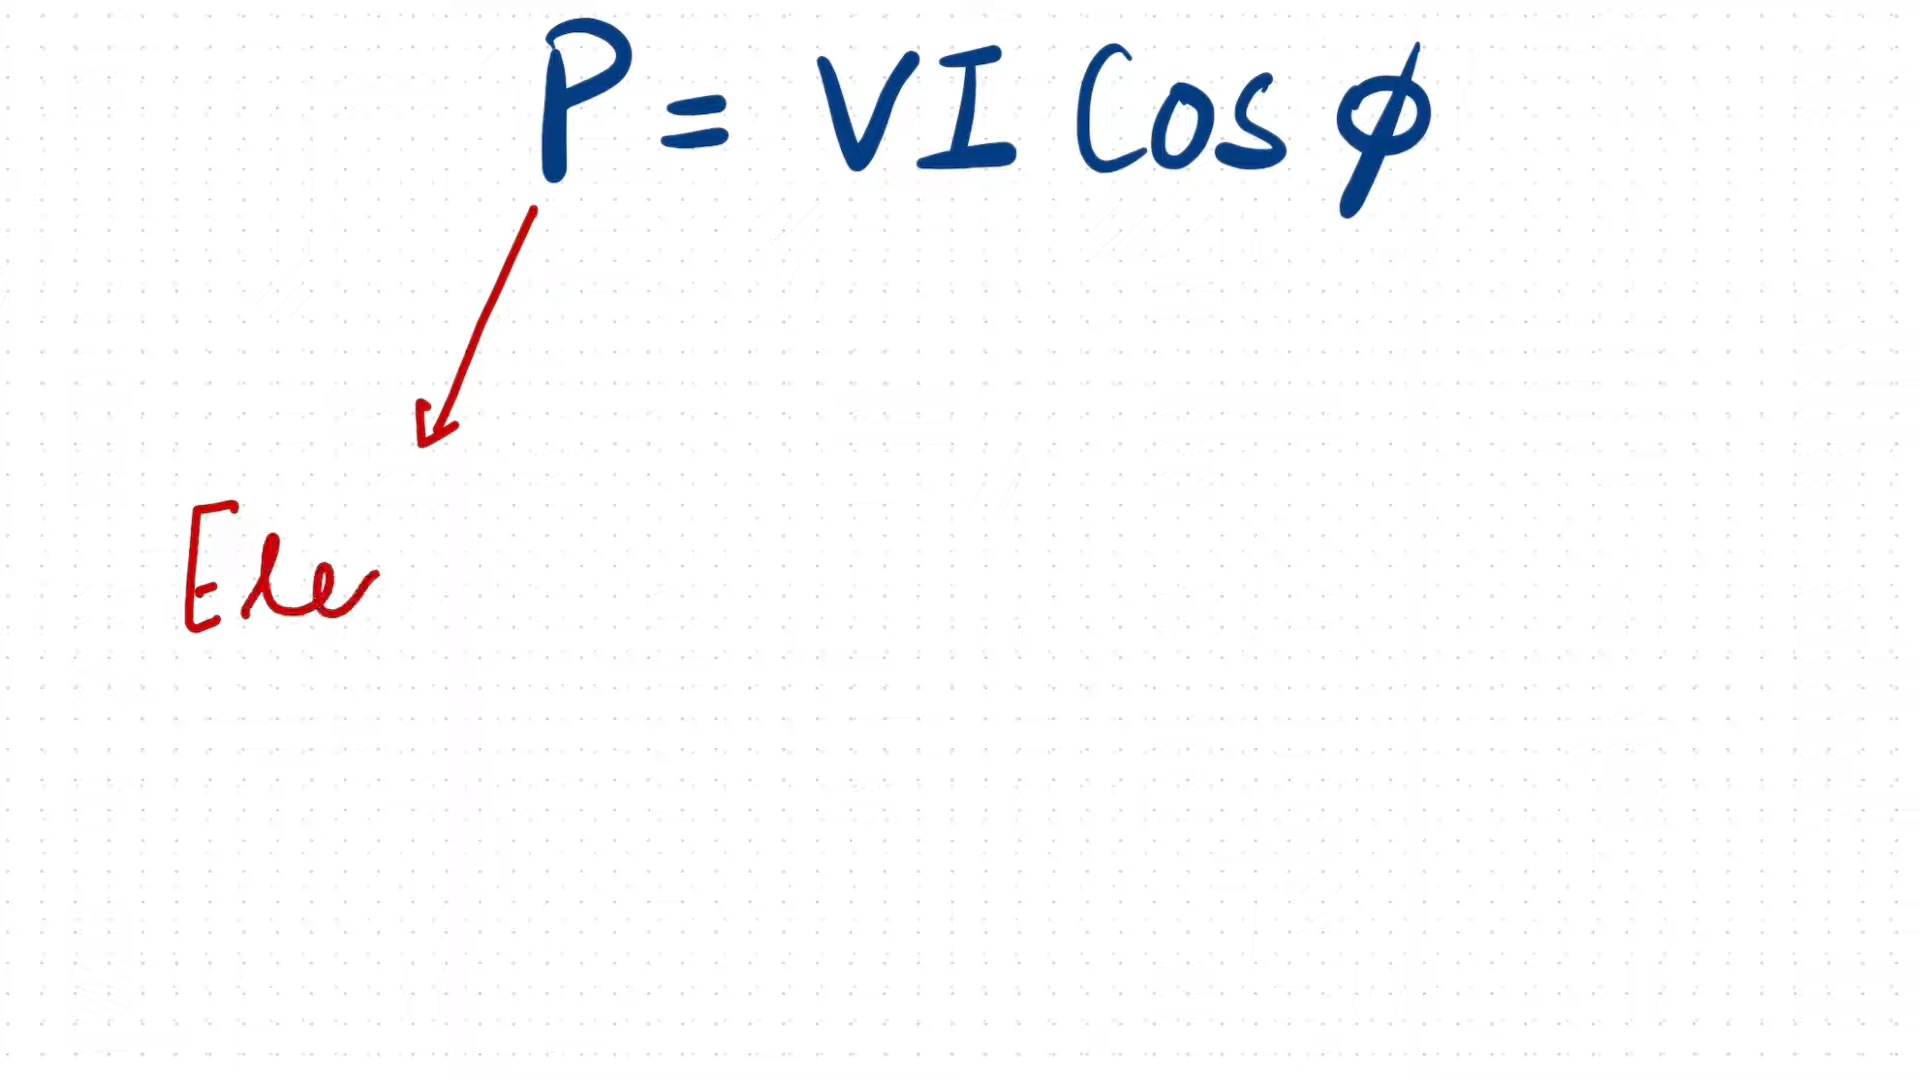 P = VI Cos φ
Ele